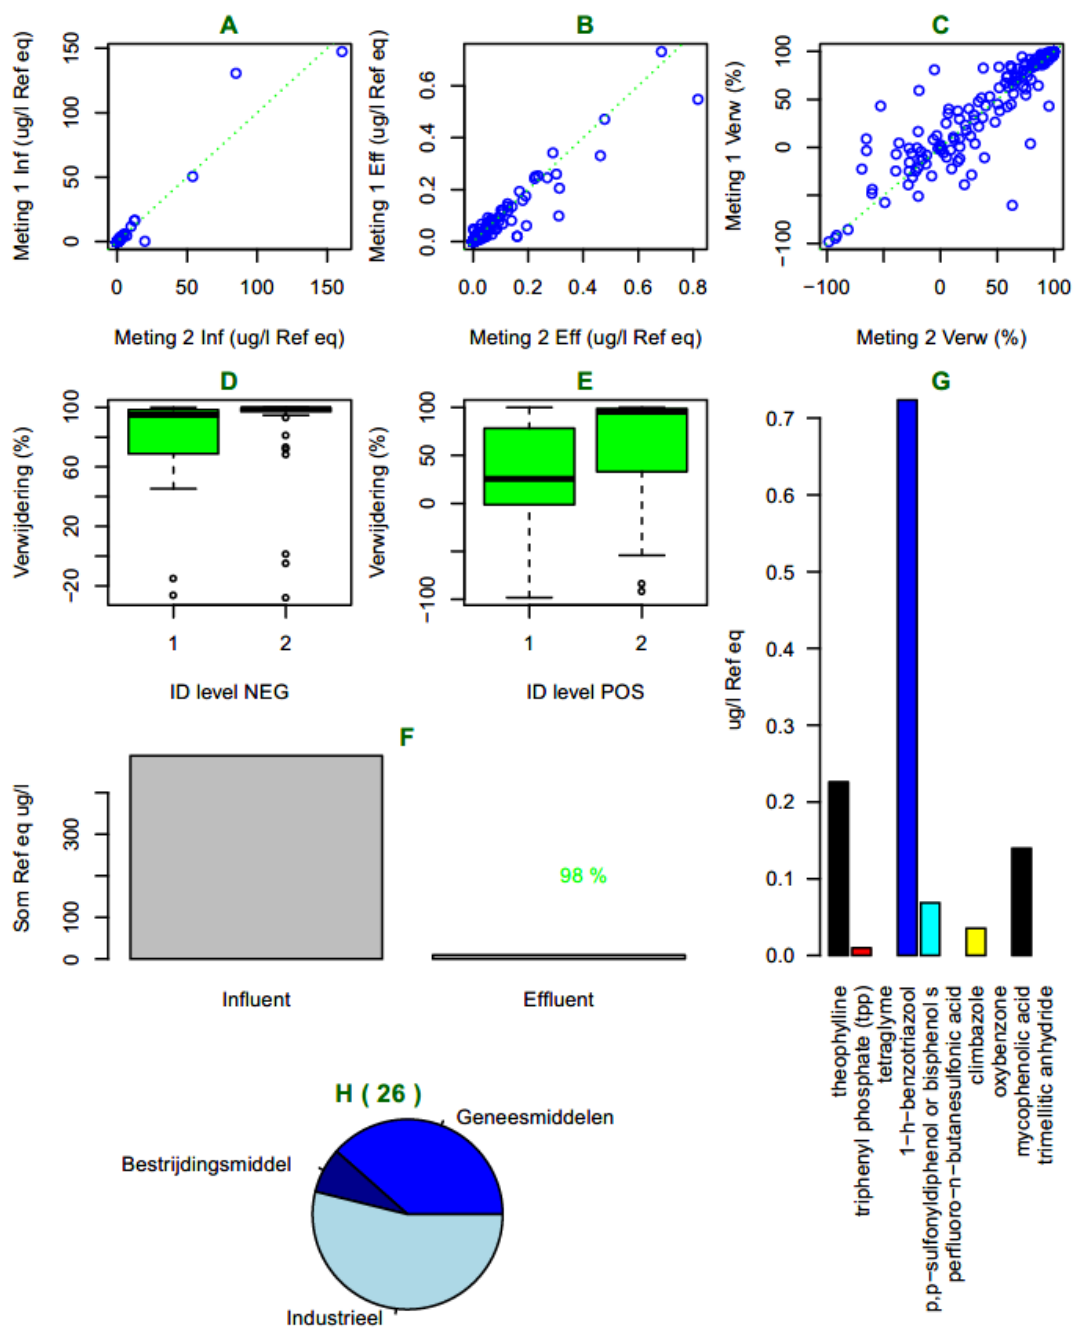 A
Meting 1 Inf (ug/l Ref eq)
150
100
50
0
0 50 100 150
Meting 2 Inf (ug/l Ref eq)
B
Meting 1 Eff (ug/l Ref eq)
0.6
0.4
0.2
0.0
0.0 0.2 0.4 0.6 0.8
Meting 2 Eff (ug/l Ref eq)
C
Meting 1 Verw (%)
100
50
0
−100
−100 0 50 100
Meting 2 Verw (%)
D
Verwijdering (%)
100
60
20
−20
1 2
ID level NEG
E
Verwijdering (%)
100
50
0
−100
1 2
ID level POS
F
Som Ref eq ug/l
300
100
0
98 %
Influent Effluent
G
ug/l Ref eq
0.7
0.6
0.5
0.4
0.3
0.2
0.1
0.0
theophylline
triphenyl phosphate (tpp)
tetraglyme
1−h−benzotriazool
p,p−sulfonyldiphenol or bisphenol s
perfluoro−n−butanesulfonic acid
climbazole
oxybenzone
mycophenolic acid
trimellitic anhydride
H ( 26 )
Geneesmiddelen
Bestrijdingsmiddel
Industrieel